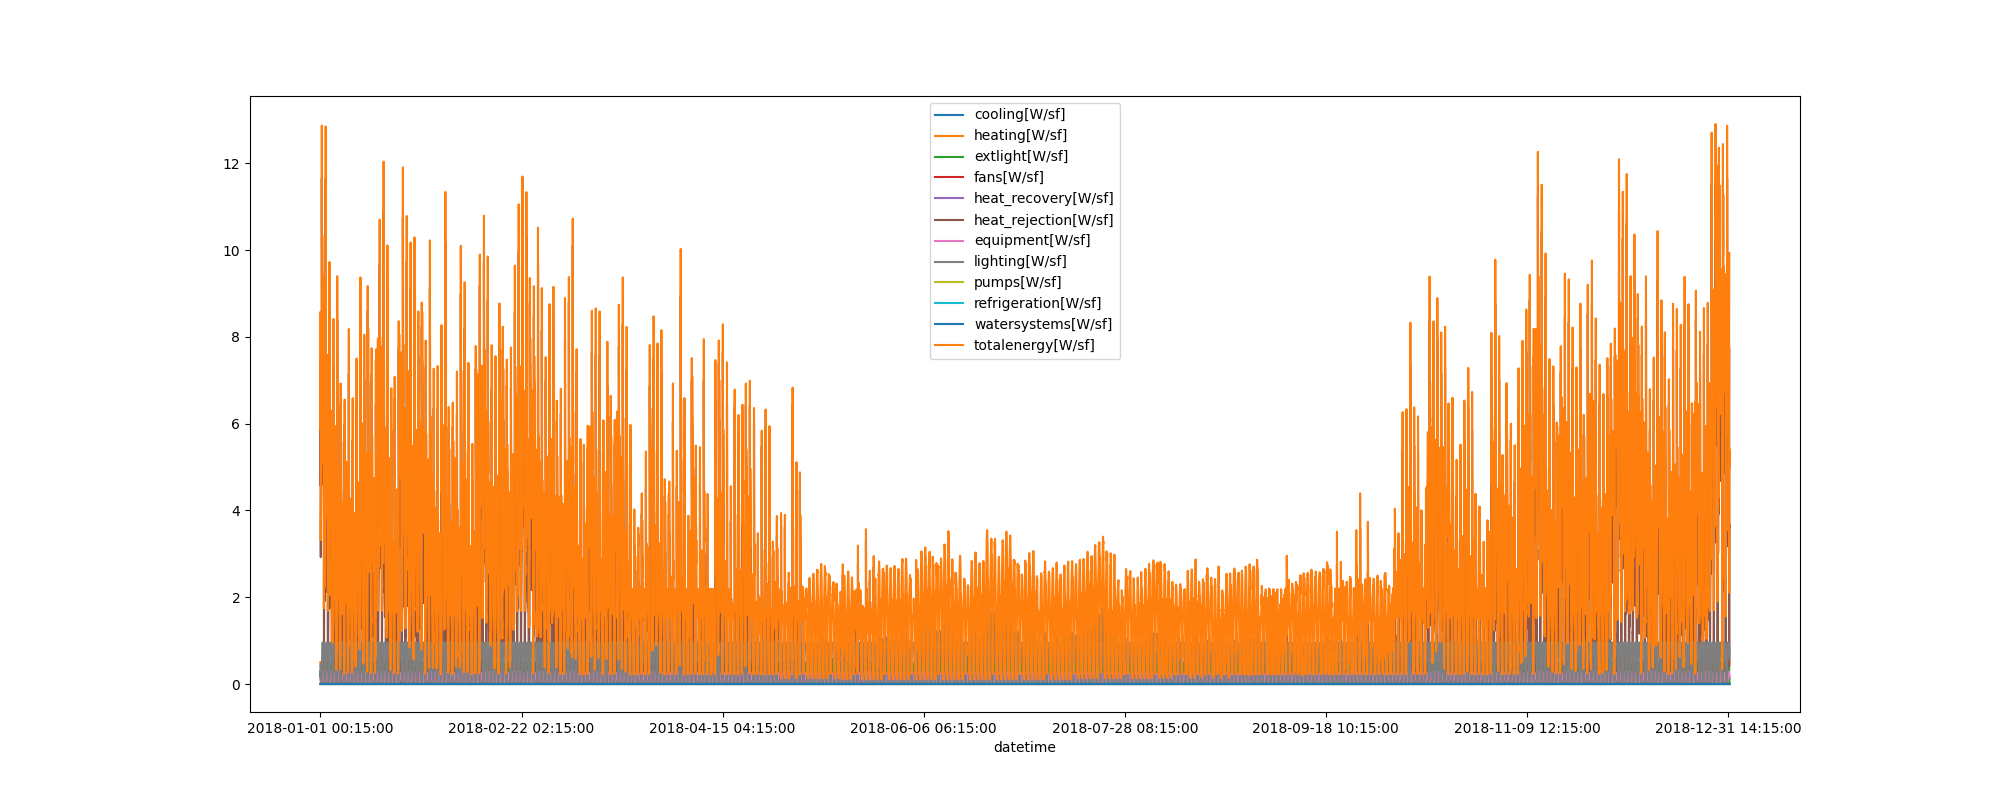 cooling[W/sf]
heating[W/sf]
extlight[W/sf]
fans[W/sf]
heat_recovery[W/sf]
heat_rejection[W/sf]
equipment[W/sf]
lighting[W/sf]
pumps[W/sf]
refrigeration[W/sf]
watersystems[W/sf]
totalenergy[W/sf]
12
10
8
6
4
2
0
2018-01-01 00:15:00 2018-02-22 02:15:00 2018-04-15 04:15:00 2018-06-06 06:15:00 2018-07-28 08:15:00 2018-09-18 10:15:00 2018-11-09 12:15:00 2018-12-31 14:15:00
datetime